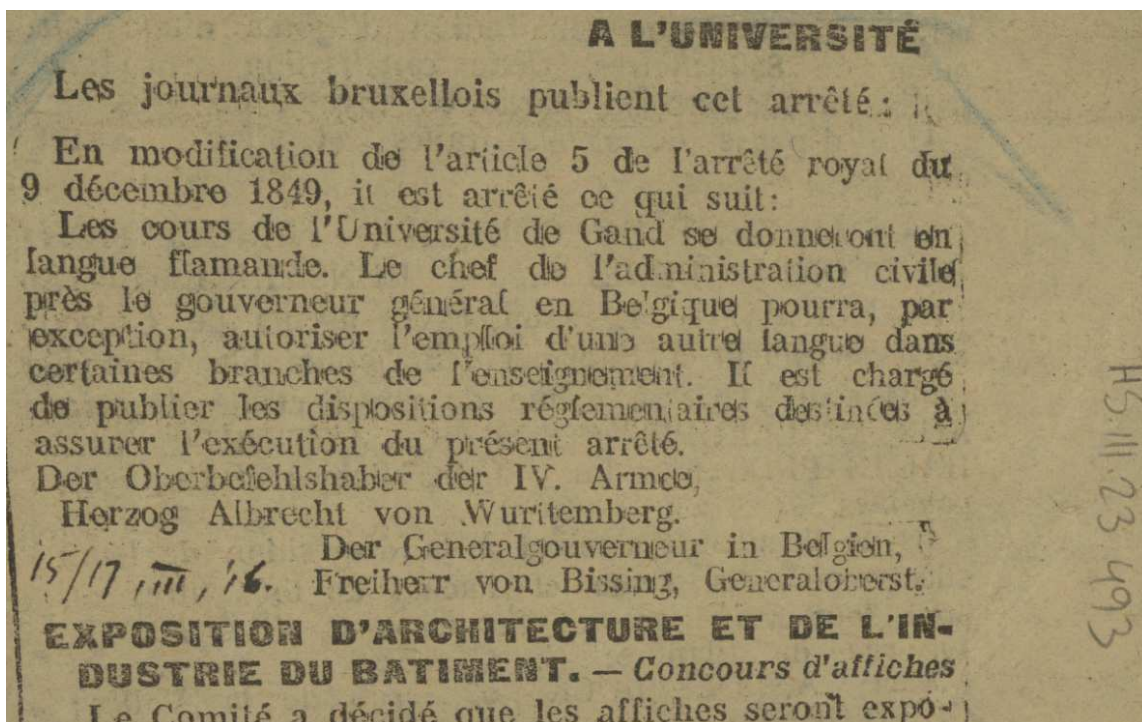 A L'UNIVERSITÉ
Les journaux bruxellois publient cet arrêté:
En modification de l'article 5 de l'arrêté royal du
9 décembre 1849, il est arrêté ce qui suit:
Les cours de l'Université de Gand se donneront en
langue flamande. Le chef de l'administration civile
près le gouverneur général en Belgique pourra, par
exception, autoriser l'emploi d'une autre langue dans
certaines branches de l'enseignement. Il est chargé
de publier les dispositions réglementaires destinées à
assurer l'exécution du présent arrêté.
Der Oberbefehlshaber der IV. Armee,
Herzog Albrecht von Wurttemberg.
Der Generalgouverneur in Belgien,
15/17, III, '16. Freiherr von Bissing, Generaloberst.
EXPOSITION D'ARCHITECTURE ET DE L'IN-
DUSTRIE DU BATIMENT. — Concours d'affiches
Le Comité a décidé que les affiches seront expo-
HS.III.23493